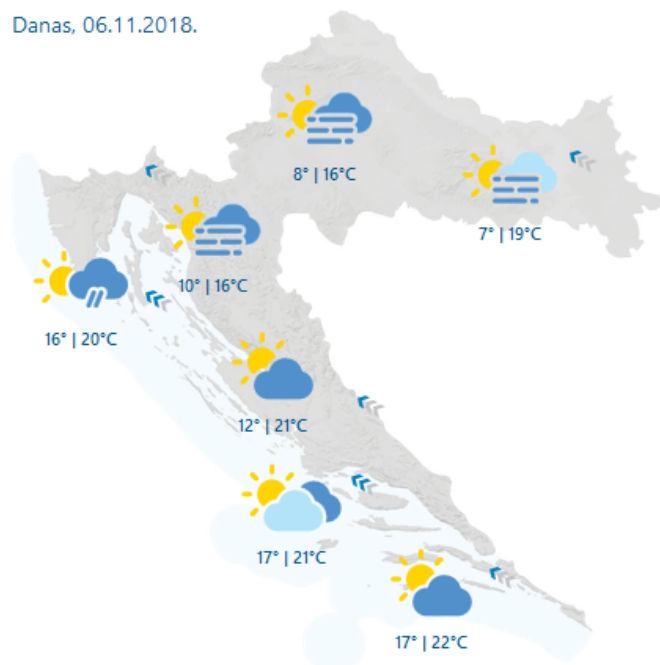 Danas, 06.11.2018.
8° | 16°C
7° | 19°C
10° | 16°C
16° | 20°C
12° | 21°C
17° | 21°C
17° | 22°C